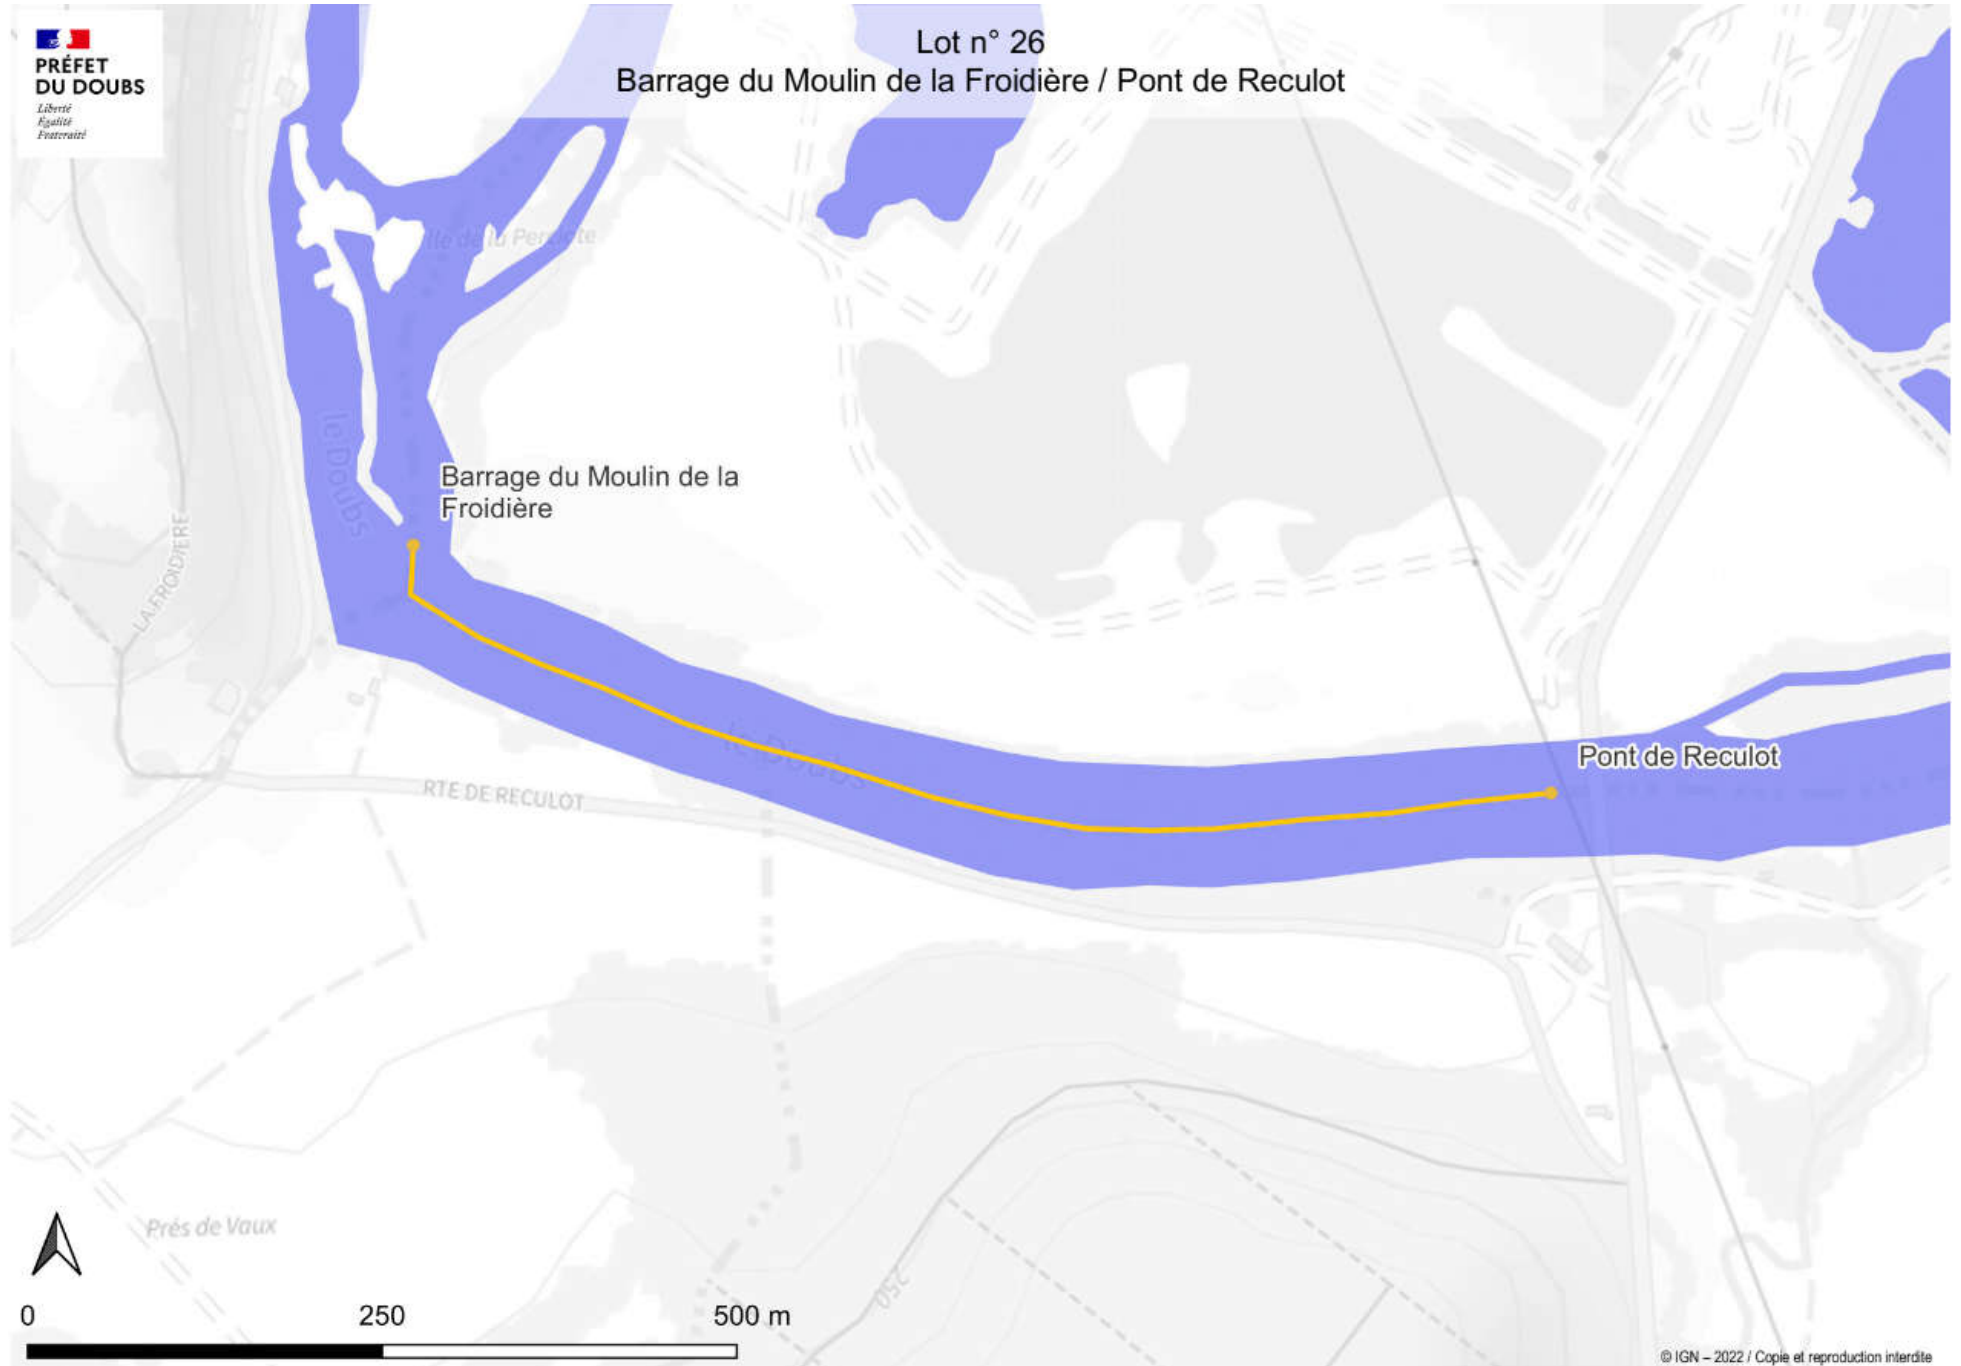 PRÉFET
DU DOUBS
Liberté
Égalité
Fraternité
Lot n° 26
Barrage du Moulin de la Froidière / Pont de Reculot
le Doubs
Barrage du Moulin de la
Froidière
LA FROIDIERE
le Doubs
Pont de Reculot
RTE DE RECULOT
Prés de Vaux
250
0 250 500 m
© IGN – 2022 / Copie et reproduction interdite